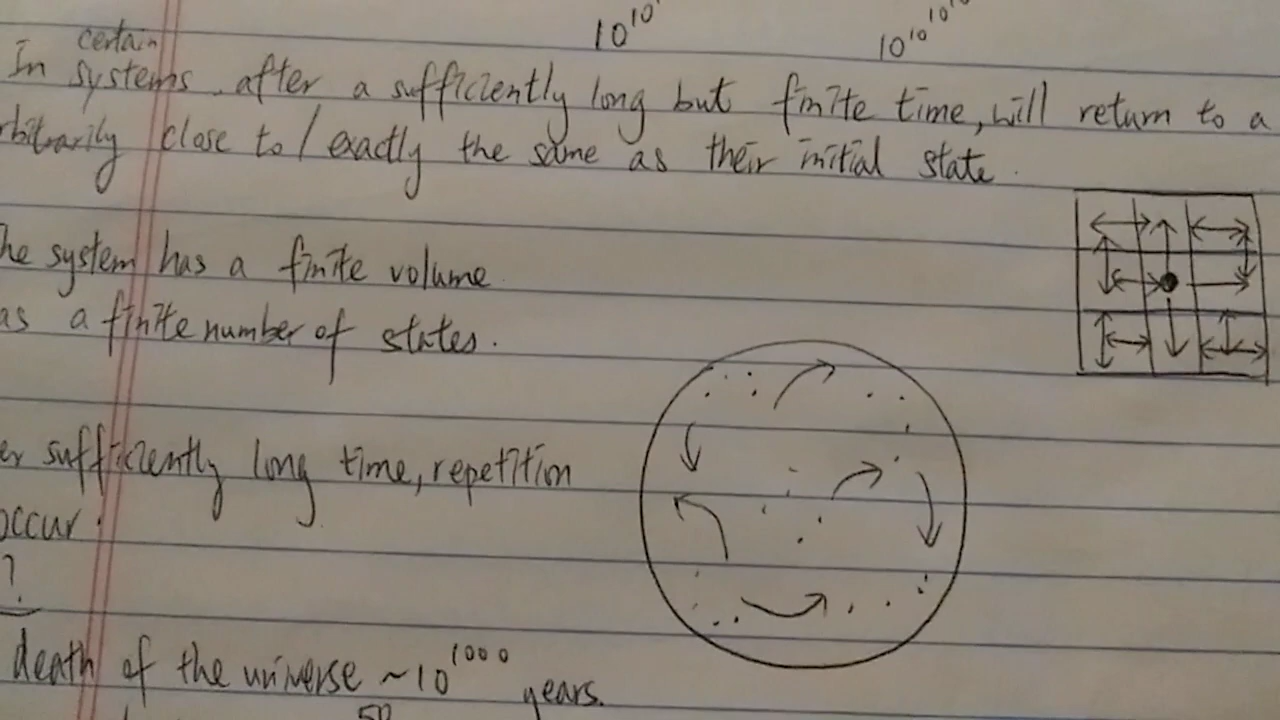 10^10^
10^10^10^10
certain
In systems, after a sufficiently long but finite time, will return to a
rbitrarily close to / exactly the same as their initial state.
he system has a finite volume
as a finite number of states.
er sufficiently long time, repetition
occur.
?
death of the universe ~10^1000 years.
50